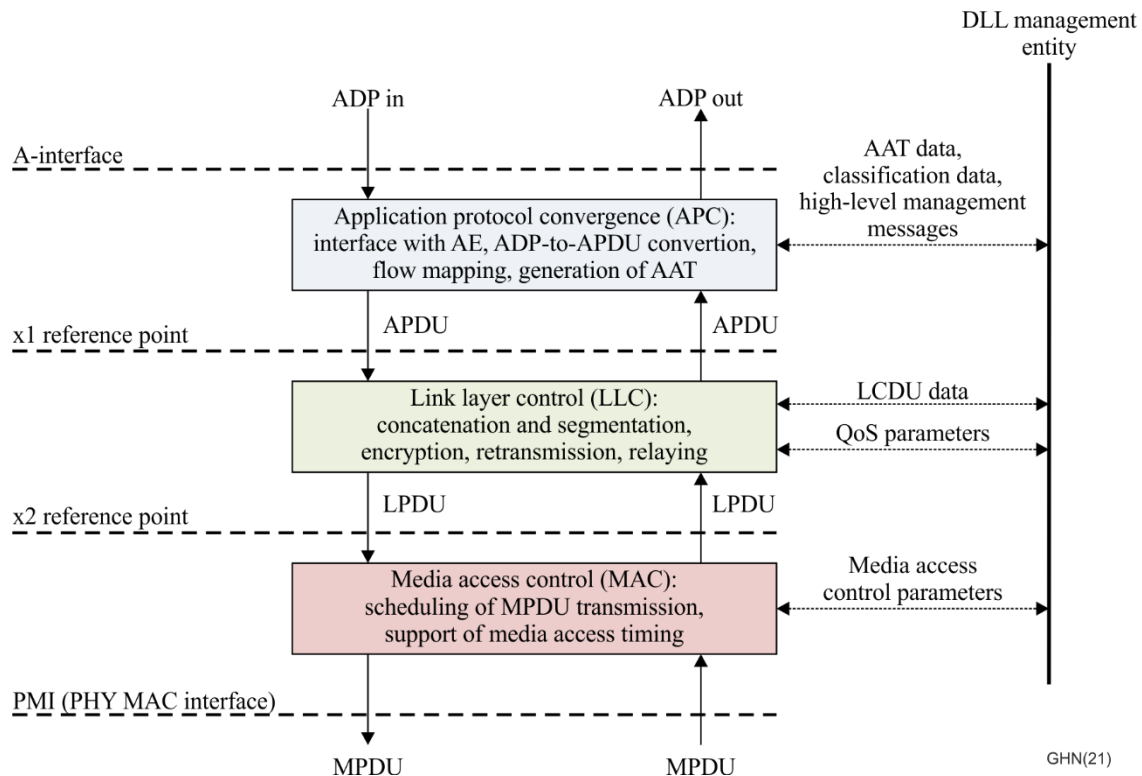 DLL management
entity
ADP in
ADP out
A-interface
AAT data,
classification data,
high-level management
messages
Application protocol convergence (APC):
interface with AE, ADP-to-APDU convertion,
flow mapping, generation of AAT
APDU
APDU
x1 reference point
Link layer control (LLC):
concatenation and segmentation,
encryption, retransmission, relaying
LCDU data
QoS parameters
LPDU
LPDU
x2 reference point
Media access control (MAC):
scheduling of MPDU transmission,
support of media access timing
Media access
control parameters
PMI (PHY MAC interface)
MPDU
MPDU
GHN(21)